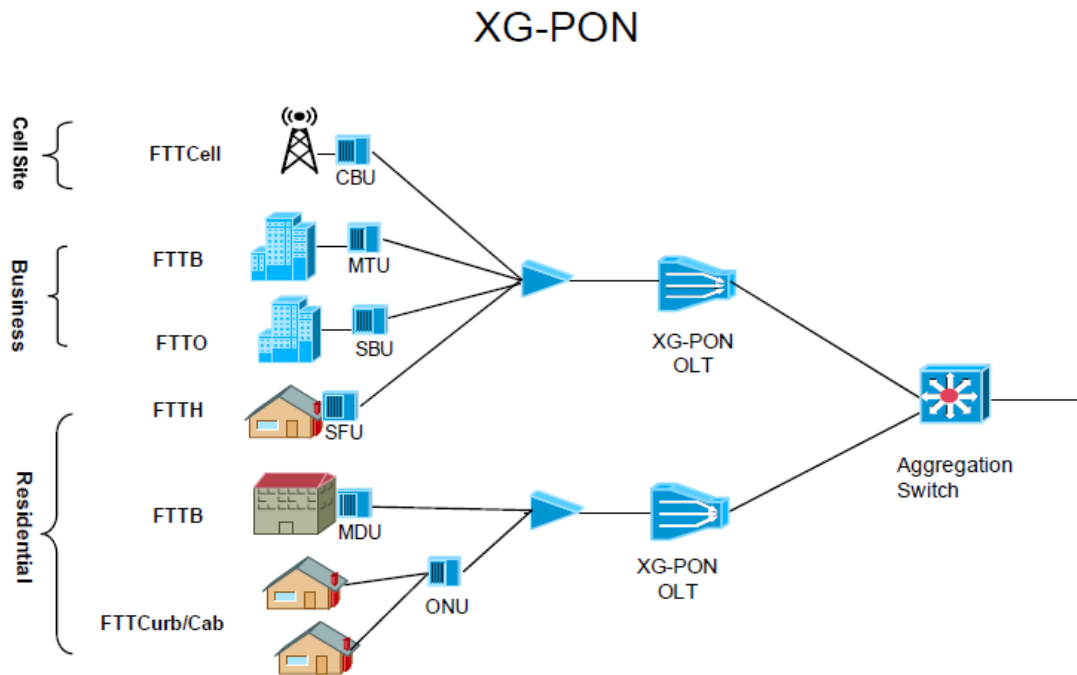 XG-PON
Cell Site
FTTCell
CBU
Business
FTTB
MTU
FTTO
SBU
XG-PON
OLT
FTTH
SFU
Aggregation
Switch
Residential
FTTB
MDU
XG-PON
OLT
ONU
FTTCurb/Cab